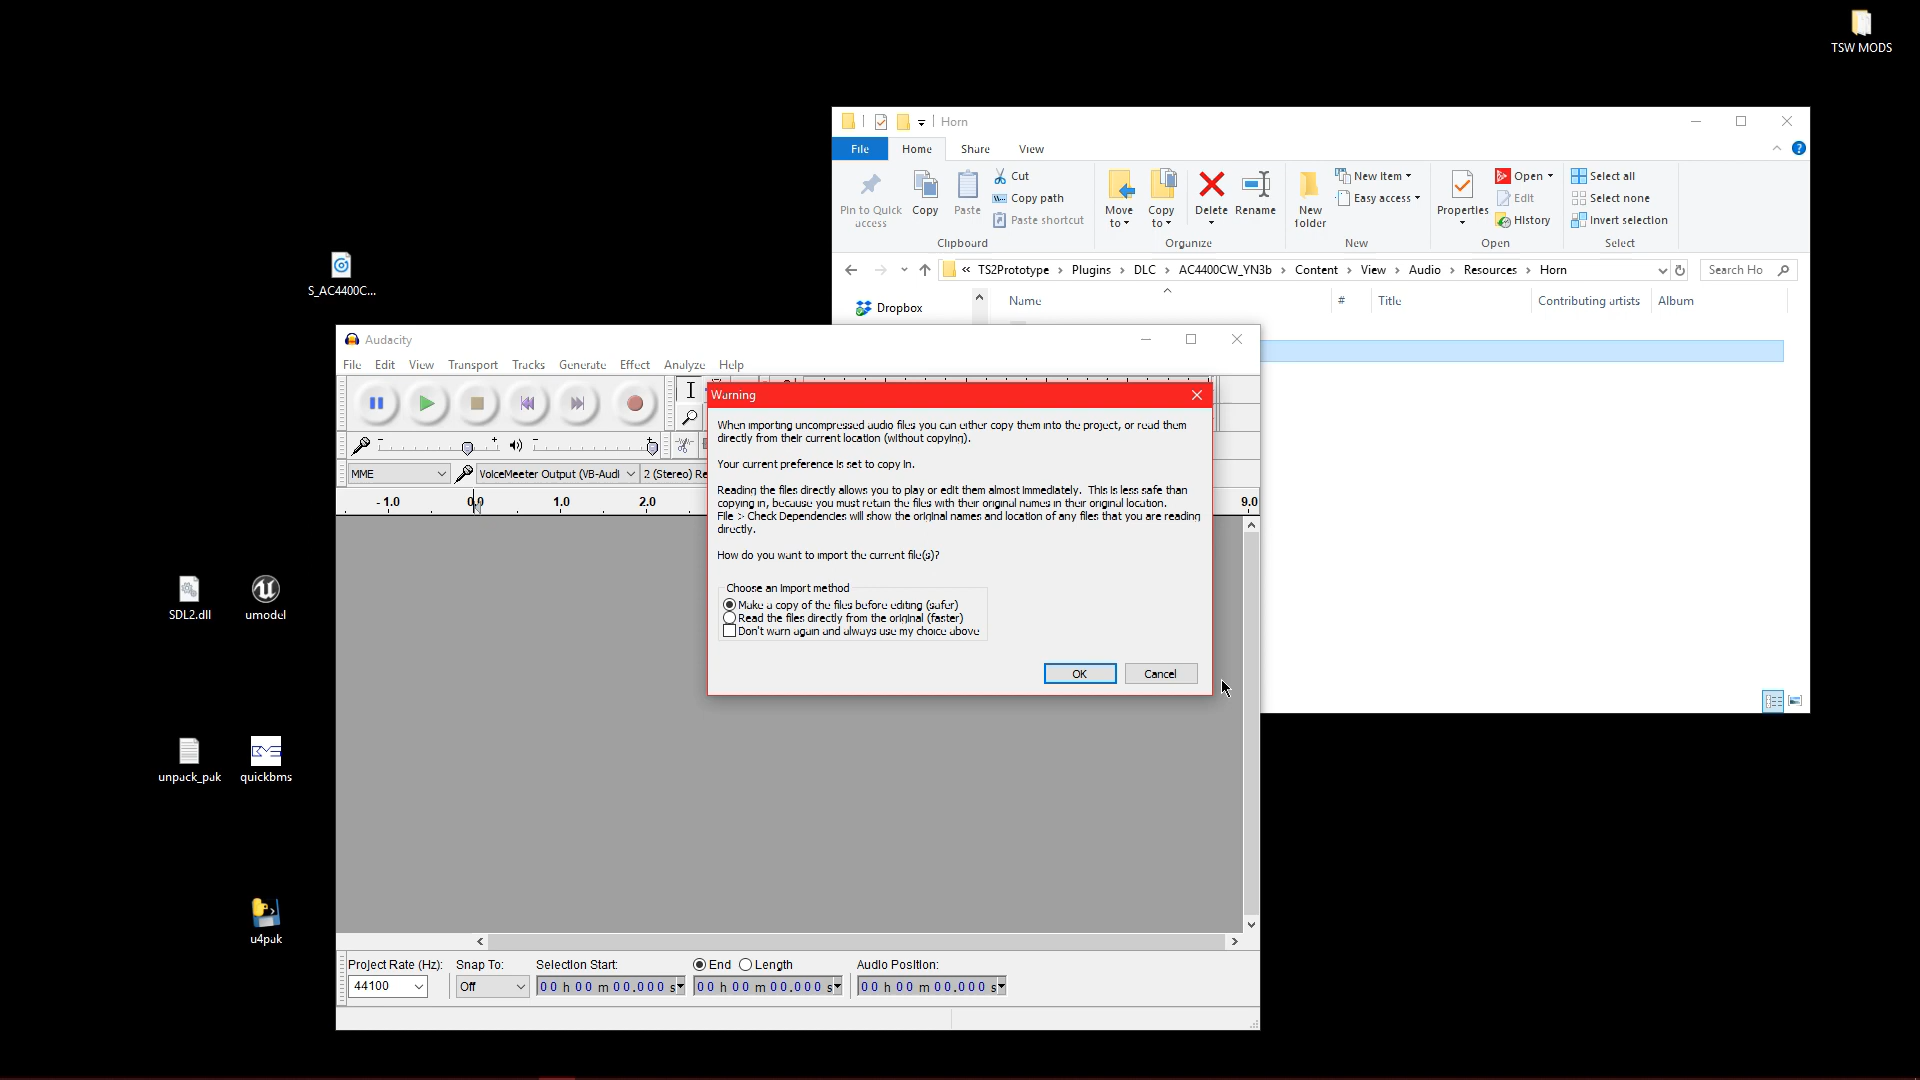 TSW MODS
Horn
File
Home
Share
View
Pin to Quick
access
Copy
Paste
Cut
Copy path
Paste shortcut
Clipboard
Move
to
Copy
to
Delete
Rename
Organize
New
folder
New item
Easy access
New
Properties
Open
Edit
History
Open
Select all
Select none
Invert selection
Select
« TS2Prototype › Plugins › DLC › AC4400CW_YN3b › Content › View › Audio › Resources › Horn
Search Ho
Dropbox
Name
#
Title
Contributing artists
Album
S_AC4400C...
SDL2.dll
umodel
unpack_pak
quickbms
u4pak
Audacity
File Edit View Transport Tracks Generate Effect Analyze Help
MME
VoiceMeeter Output (VB-Audi
2 (Stereo) Re
-1.0 0.0 1.0 2.0 9.0
Warning
When importing uncompressed audio files you can either copy them into the project, or read them
directly from their current location (without copying).
Your current preference is set to copy in.
Reading the files directly allows you to play or edit them almost immediately. This is less safe than
copying in, because you must retain the files with their original names in their original location.
File > Check Dependencies will show the original names and location of any files that you are reading
directly.
How do you want to import the current file(s)?
Choose an import method
Make a copy of the files before editing (safer)
Read the files directly from the original (faster)
Don't warn again and always use my choice above
OK
Cancel
Project Rate (Hz):
Snap To:
Selection Start:
End
Length
Audio Position:
44100
Off
00 h 00 m 00.000 s
00 h 00 m 00.000 s
00 h 00 m 00.000 s